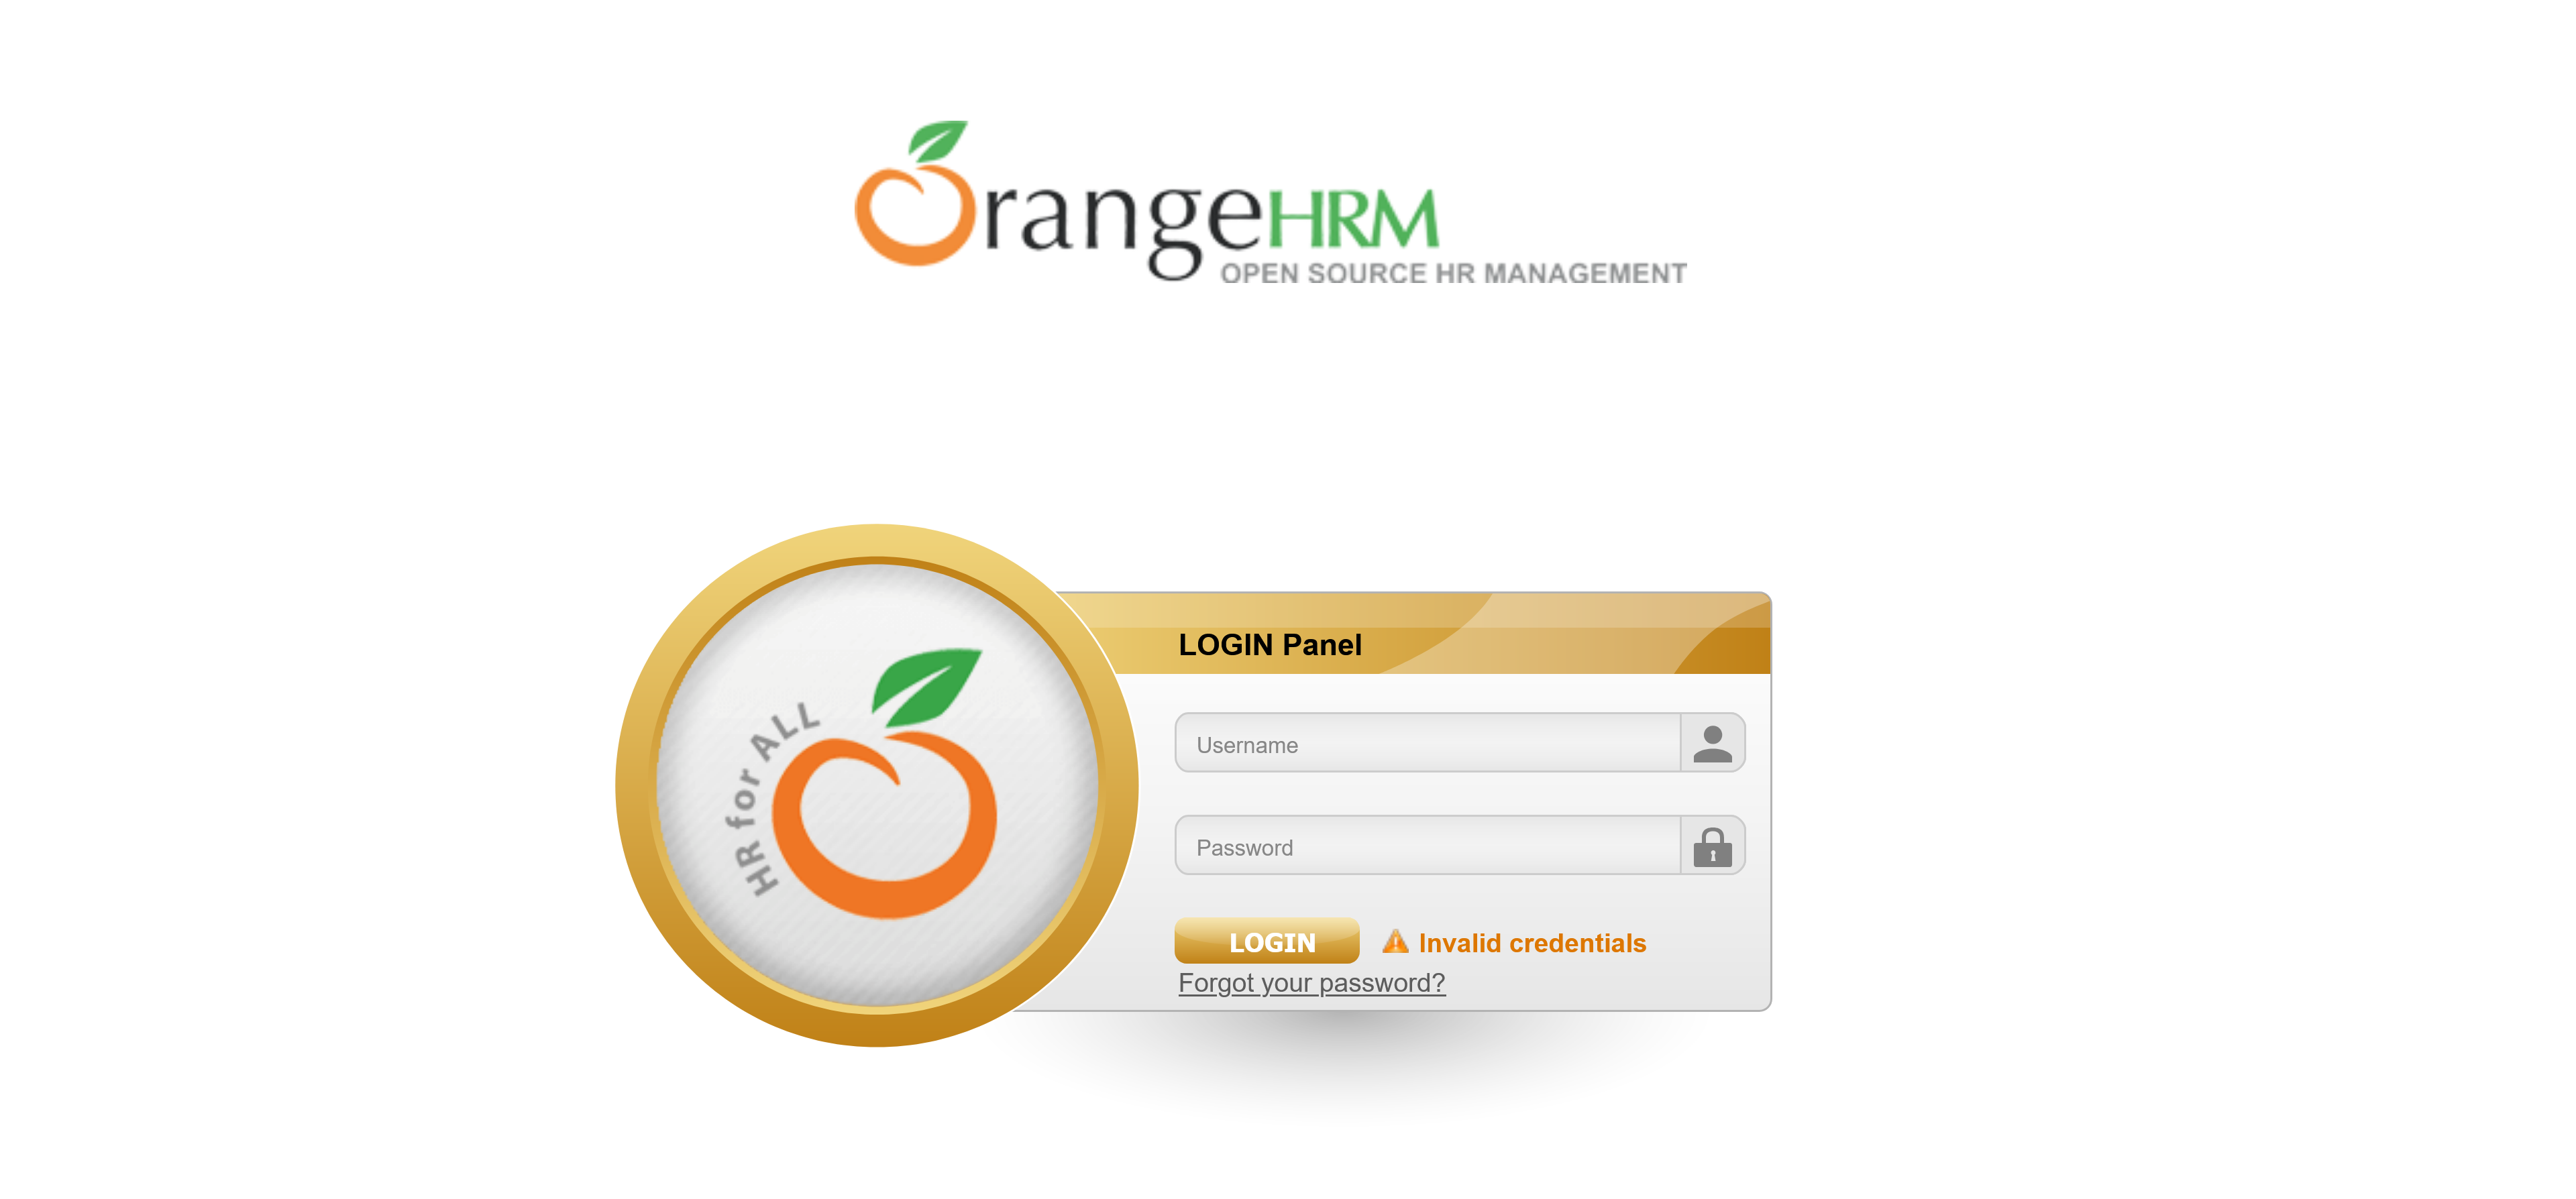 OrangeHRM
OPEN SOURCE HR MANAGEMENT
HR for ALL
LOGIN Panel
Username
Password
LOGIN
Invalid credentials
Forgot your password?